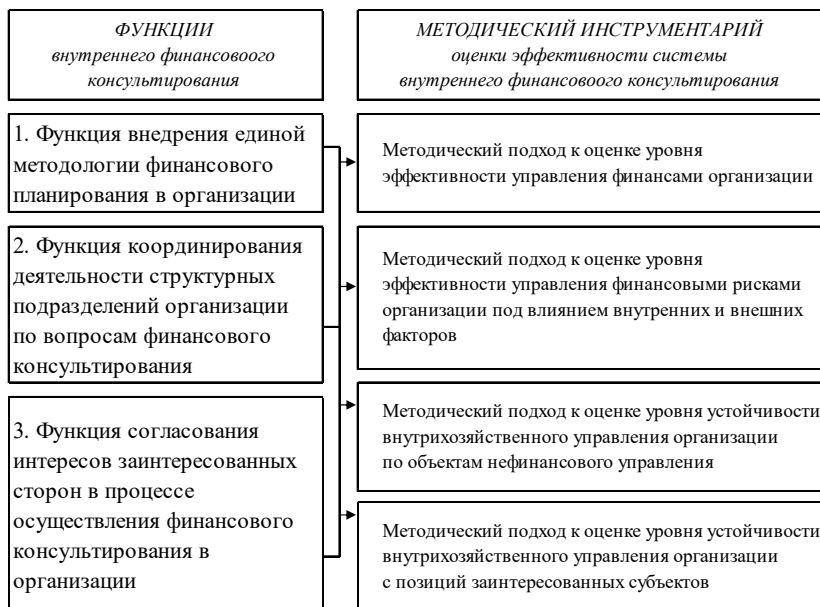 ФУНКЦИИ
внутреннего финансовоого
консультирования
МЕТОДИЧЕСКИЙ ИНСТРУМЕНТАРИЙ
оценки эффективности системы
внутреннего финансовоого консультирования
1. Функция внедрения единой
методологии финансового
планирования в организации
2. Функция координирования
деятельности структурных
подразделений организации
по вопросам финансового
консультирования
3. Функция согласования
интересов заинтересованных
сторон в процессе
осуществления финансового
консультирования в
организации
Методический подход к оценке уровня
эффективности управления финансами организации
Методический подход к оценке уровня
эффективности управления финансовыми рисками
организации под влиянием внутренних и внешних
факторов
Методический подход к оценке уровня устойчивости
внутрихозяйственного управления организации
по объектам нефинансового управления
Методический подход к оценке уровня устойчивости
внутрихозяйственного управления организации
с позиций заинтересованных субъектов